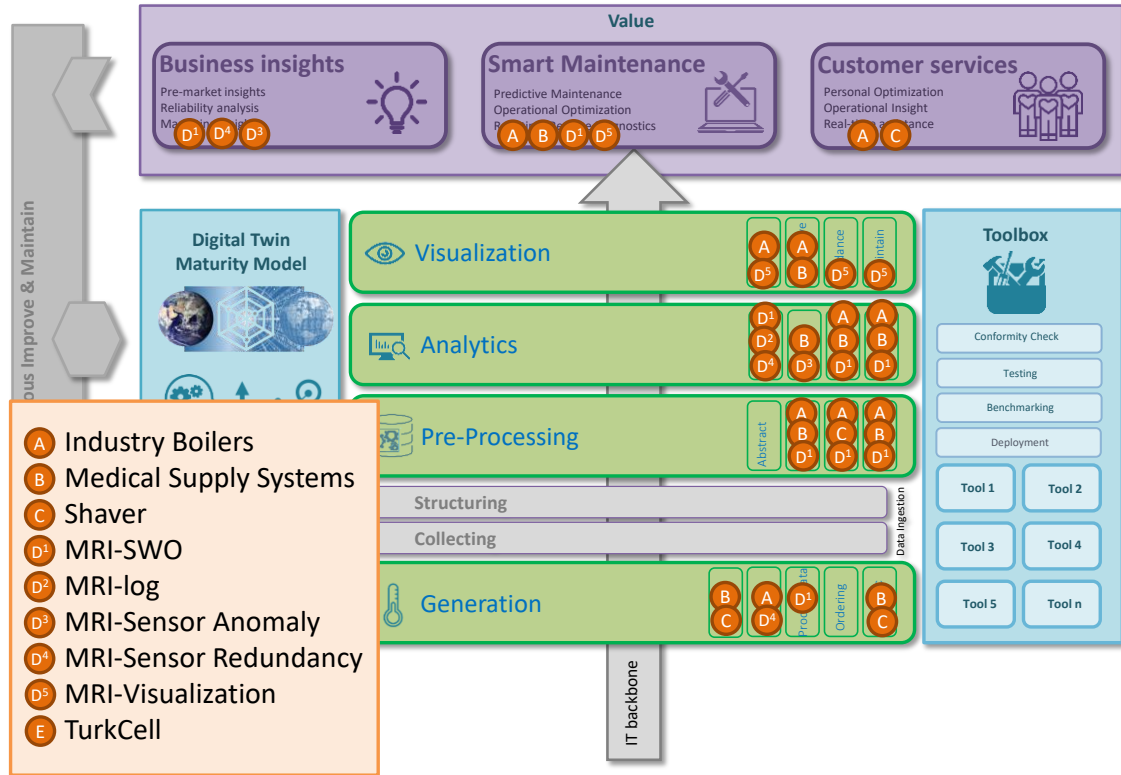 Value
Business insights
Pre-market insights
Reliability analysis
D¹ D⁴ D³
Smart Maintenance
Predictive Maintenance
Operational Optimization
A B D¹ D⁵
Customer services
Personal Optimization
Operational Insight
A C
Improve & Maintain
Digital Twin
Maturity Model
Visualization
A A
D⁵ B D⁵ D⁵
Analytics
D¹ A A
D² B B B
D⁴ D³ D¹ D¹
Pre-Processing
Abstract
A A A
B C B
D¹ D¹ D¹
Structuring
Collecting
Data Ingestion
Generation
B A D¹ B
C D⁴ C
Ordering
IT backbone
Toolbox
Conformity Check
Testing
Benchmarking
Deployment
Tool 1 Tool 2
Tool 3 Tool 4
Tool 5 Tool n
A Industry Boilers
B Medical Supply Systems
C Shaver
D¹ MRI-SWO
D² MRI-log
D³ MRI-Sensor Anomaly
D⁴ MRI-Sensor Redundancy
D⁵ MRI-Visualization
E TurkCell